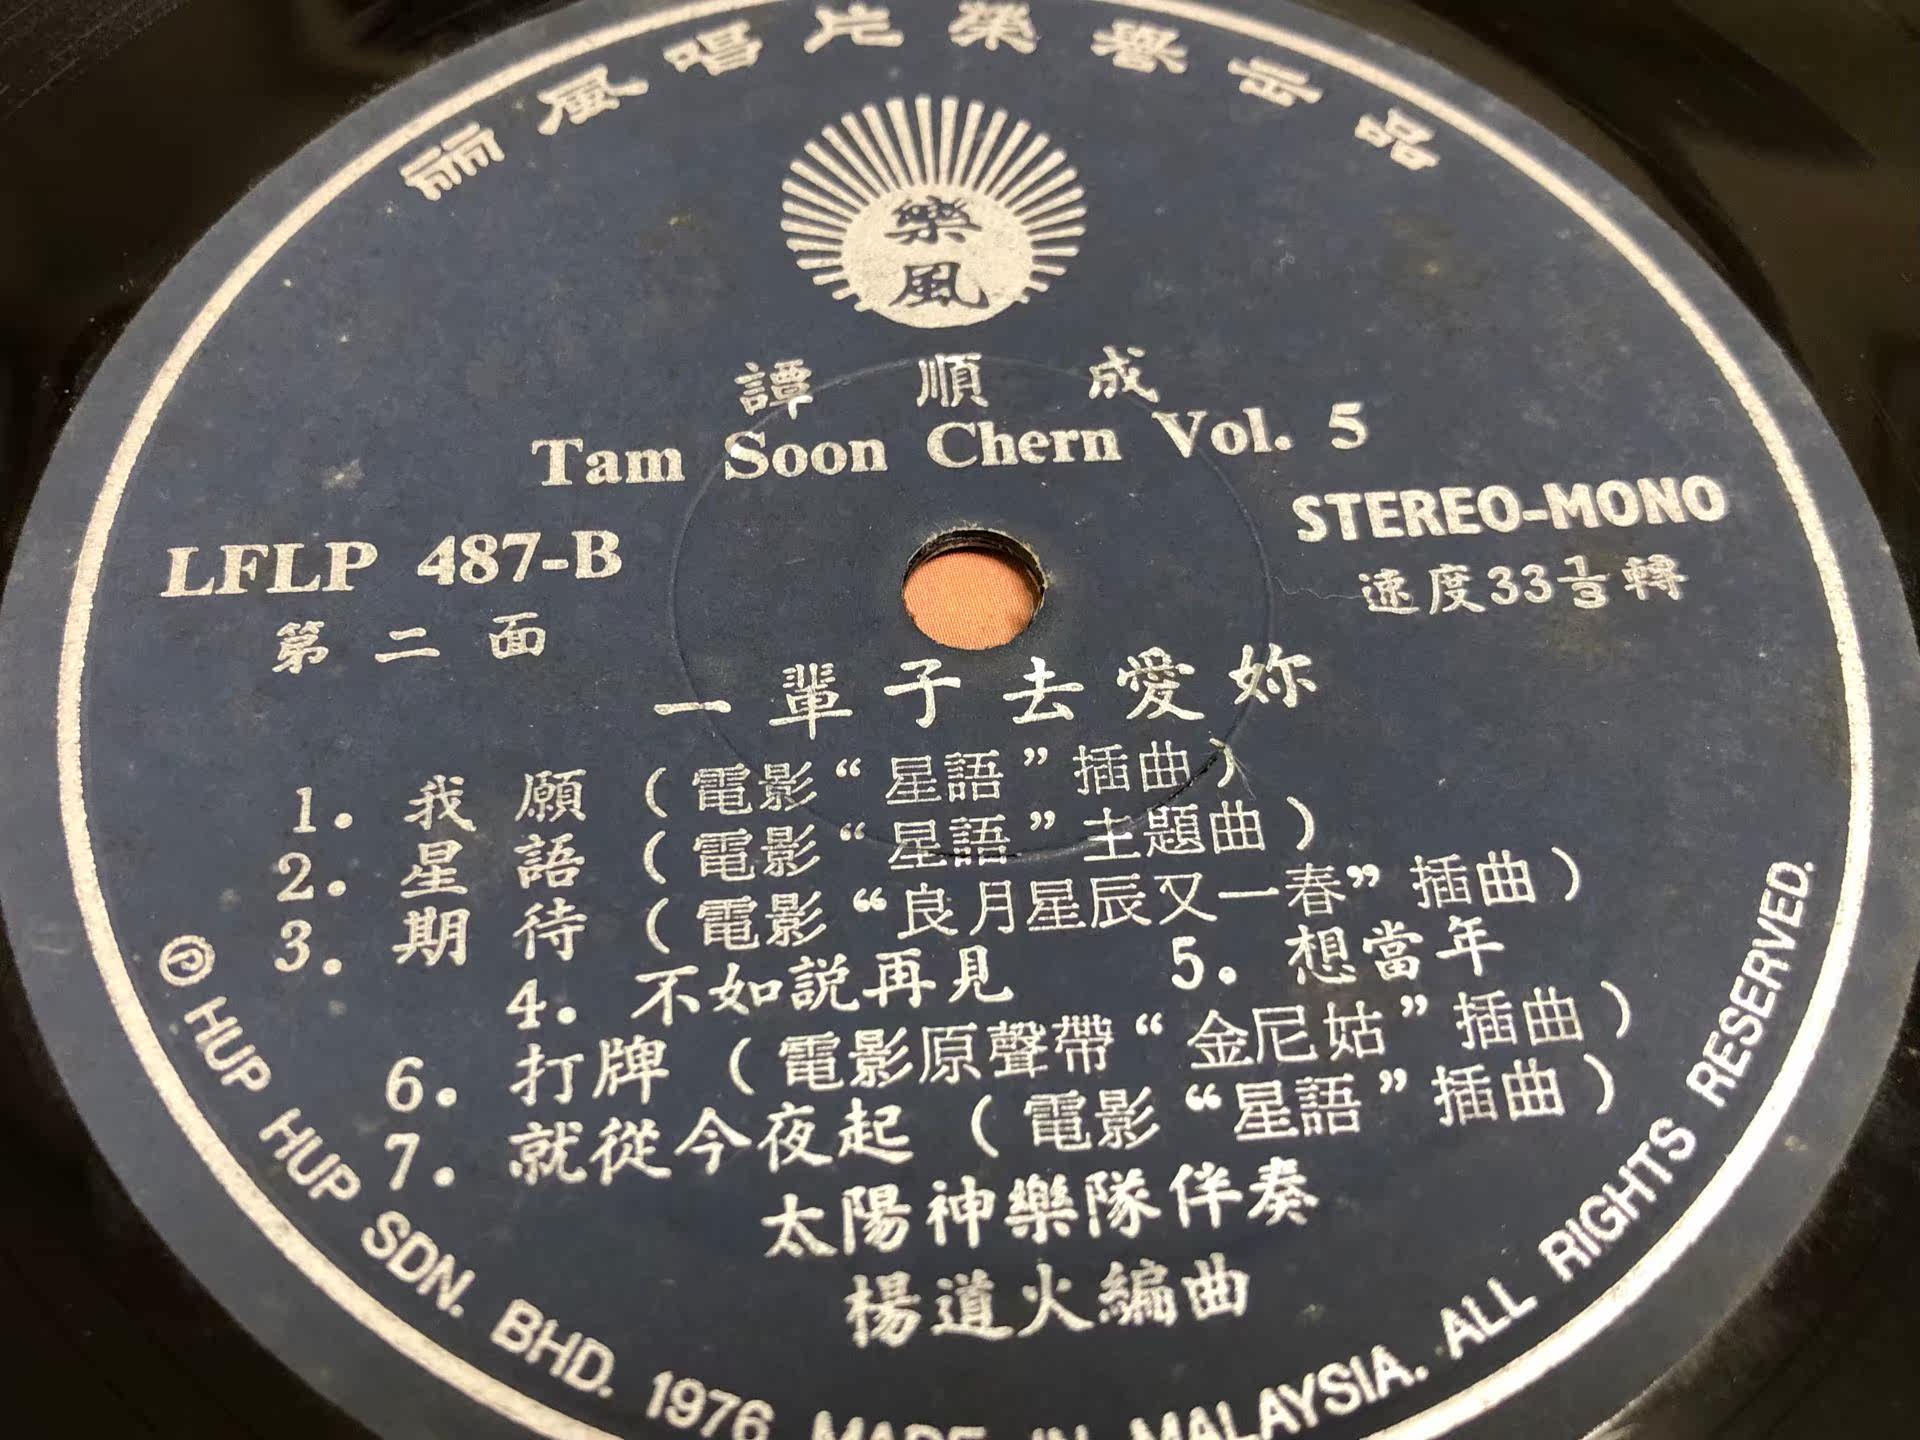 麗風唱片榮譽出品
樂風
譚順成
Tam Soon Chern Vol. 5
LFLP 487-B
STEREO-MONO
第二面
速度33⅓轉
一輩子去愛妳
1. 我願（電影“星語”插曲）
2. 星語（電影“星語”主題曲）
3. 期待（電影“良月星辰又一春”插曲）
4. 不如說再見 5. 想當年
6. 打牌（電影原聲帶“金尼姑”插曲）
7. 就從今夜起（電影“星語”插曲）
太陽神樂隊伴奏
楊道火編曲
℗ HUP HUP SDN. BHD. 1976 MADE IN MALAYSIA. ALL RIGHTS RESERVED.